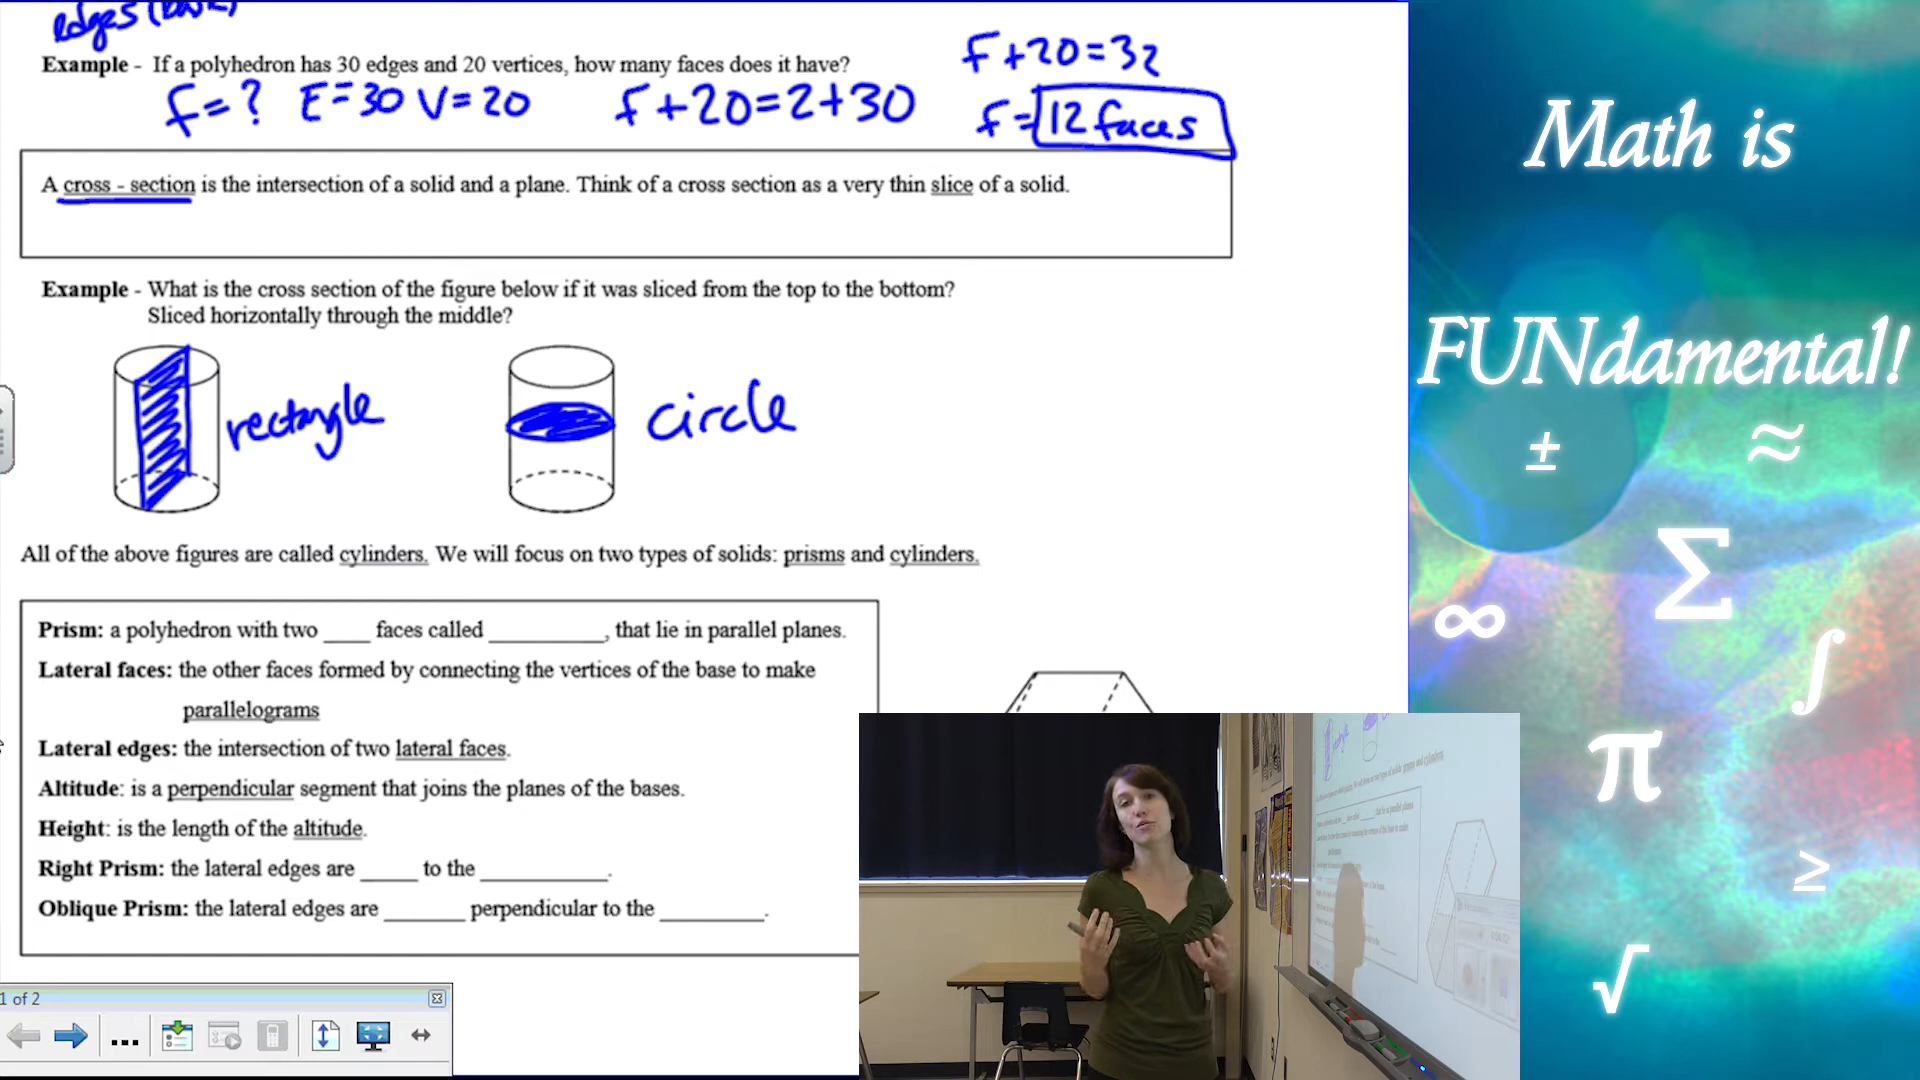 edges
Example - If a polyhedron has 30 edges and 20 vertices, how many faces does it have?
F+20=32
F=? E=30 V=20 F+20=2+30
F=12 faces
A cross - section is the intersection of a solid and a plane. Think of a cross section as a very thin slice of a solid.
Example - What is the cross section of the figure below if it was sliced from the top to the bottom?
Sliced horizontally through the middle?
rectangle
circle
All of the above figures are called cylinders. We will focus on two types of solids: prisms and cylinders.
Prism: a polyhedron with two ____ faces called __________, that lie in parallel planes.
Lateral faces: the other faces formed by connecting the vertices of the base to make
parallelograms
Lateral edges: the intersection of two lateral faces.
Altitude: is a perpendicular segment that joins the planes of the bases.
Height: is the length of the altitude.
Right Prism: the lateral edges are _____ to the ___________.
Oblique Prism: the lateral edges are _______ perpendicular to the _________.
1 of 2
...
Math is
FUNdamental!
± ≈
Σ
∞
∫
π
≥
√